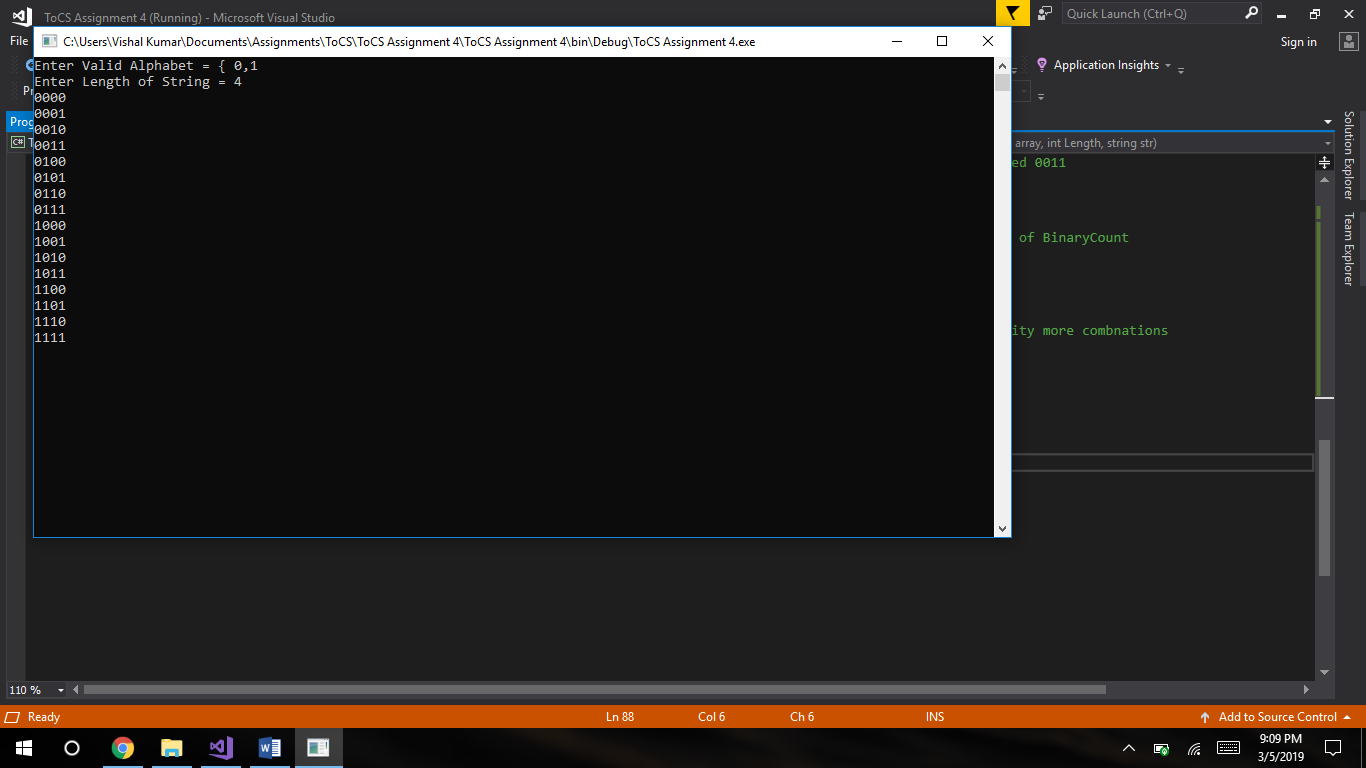 ToCS Assignment 4 (Running) - Microsoft Visual Studio
Quick Launch (Ctrl+Q)
File
Sign in
C:\Users\Vishal Kumar\Documents\Assignments\ToCS\ToCS Assignment 4\ToCS Assignment 4\bin\Debug\ToCS Assignment 4.exe
Application Insights
Enter Valid Alphabet = { 0,1
Enter Length of String = 4
0000
0001
0010
0011
0100
0101
0110
0111
1000
1001
1010
1011
1100
1101
1110
1111
Prog
C#
array, int Length, string str)
ed 0011
of BinaryCount
ity more combnations
Solution Explorer
Team Explorer
110 %
Ready
Ln 88
Col 6
Ch 6
INS
Add to Source Control
9:09 PM
3/5/2019